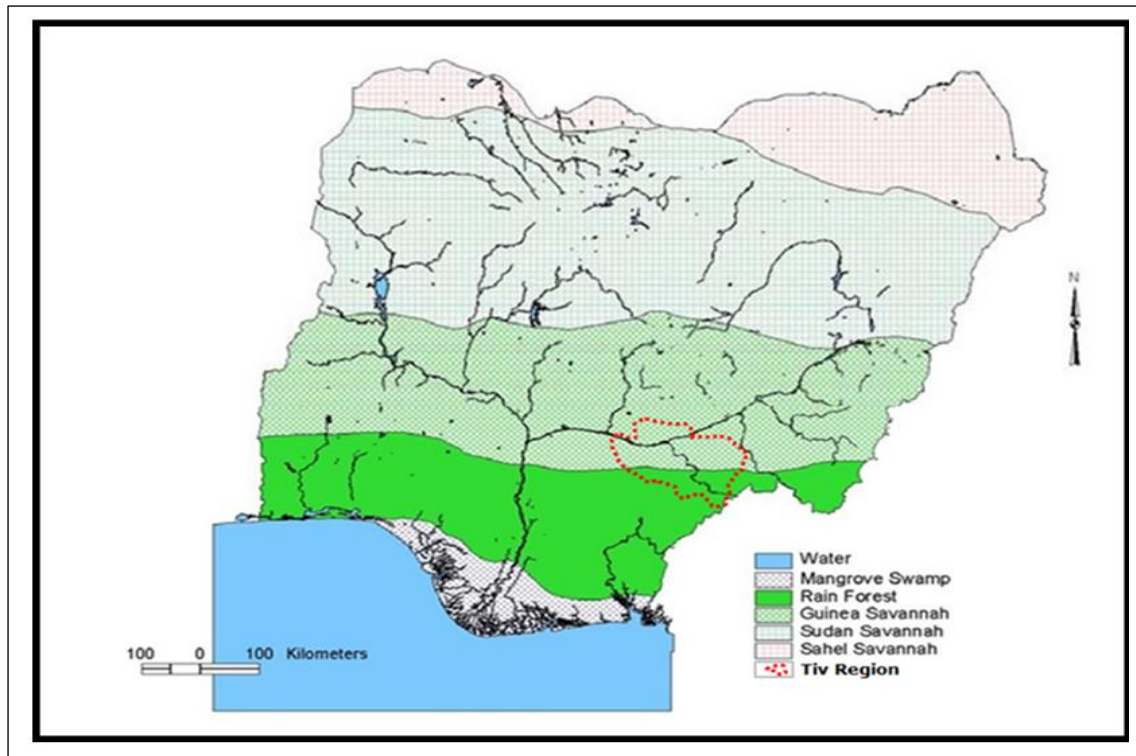 N
Water
Mangrove Swamp
Rain Forest
Guinea Savannah
Sudan Savannah
Sahel Savannah
Tiv Region
100 0 100 Kilometers